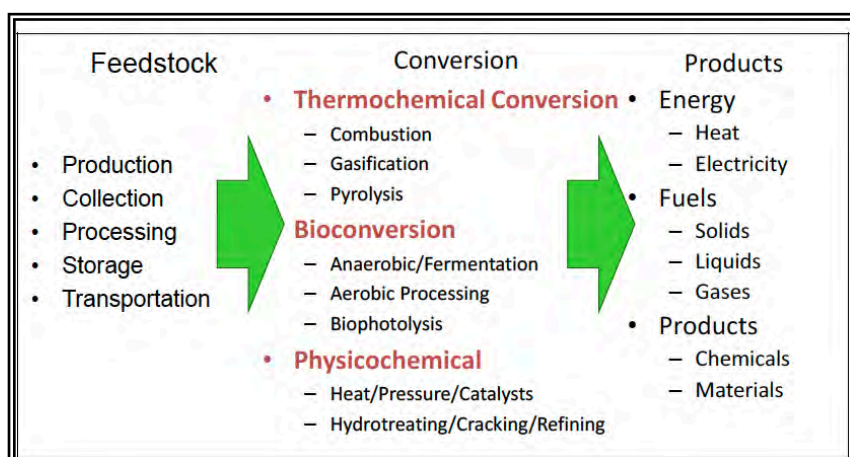 Feedstock
• Production
• Collection
• Processing
• Storage
• Transportation
Conversion
• Thermochemical Conversion
– Combustion
– Gasification
– Pyrolysis
Bioconversion
– Anaerobic/Fermentation
– Aerobic Processing
– Biophotolysis
• Physicochemical
– Heat/Pressure/Catalysts
– Hydrotreating/Cracking/Refining
Products
• Energy
– Heat
– Electricity
• Fuels
– Solids
– Liquids
– Gases
• Products
– Chemicals
– Materials